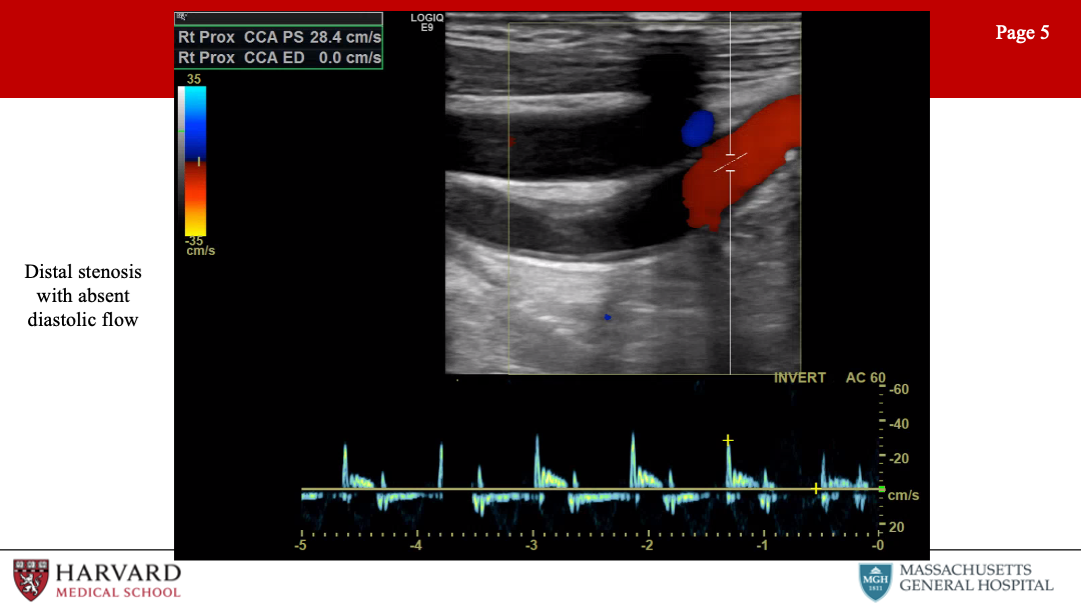 Page 5
LOGIQ
E9
Rt Prox CCA PS 28.4 cm/s
Rt Prox CCA ED 0.0 cm/s
35
-35
cm/s
Distal stenosis
with absent
diastolic flow
INVERT AC 60
-60
-40
-20
cm/s
20
-5 -4 -3 -2 -1 -0
HARVARD
MEDICAL SCHOOL
MGH
1811
MASSACHUSETTS
GENERAL HOSPITAL